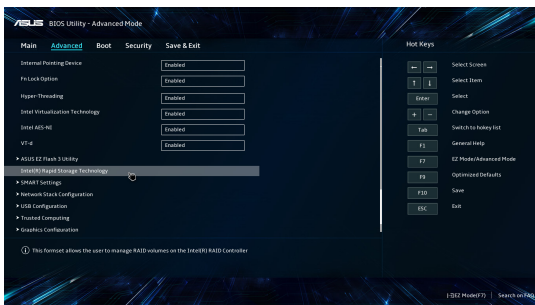 ASUS BIOS Utility - Advanced Mode
Main Advanced Boot Security Save & Exit
Hot Keys
Internal Pointing Device Enabled
Fn Lock Option Enabled
Hyper-Threading Enabled
Intel Virtualization Technology Enabled
Intel AES-NI Enabled
VT-d Enabled
> ASUS EZ Flash 3 Utility
Intel(R) Rapid Storage Technology
> SMART Settings
> Network Stack Configuration
> USB Configuration
> Trusted Computing
> Graphics Configuration
This formset allows the user to manage RAID volumes on the Intel(R) RAID Controller
← → Select Screen
↑ ↓ Select Item
Enter Select
+ − Change Option
Tab Switch to hokey list
F1 General Help
F7 EZ Mode/Advanced Mode
F9 Optimized Defaults
F10 Save
ESC Exit
EZ Mode(F7) | Search on FAQ